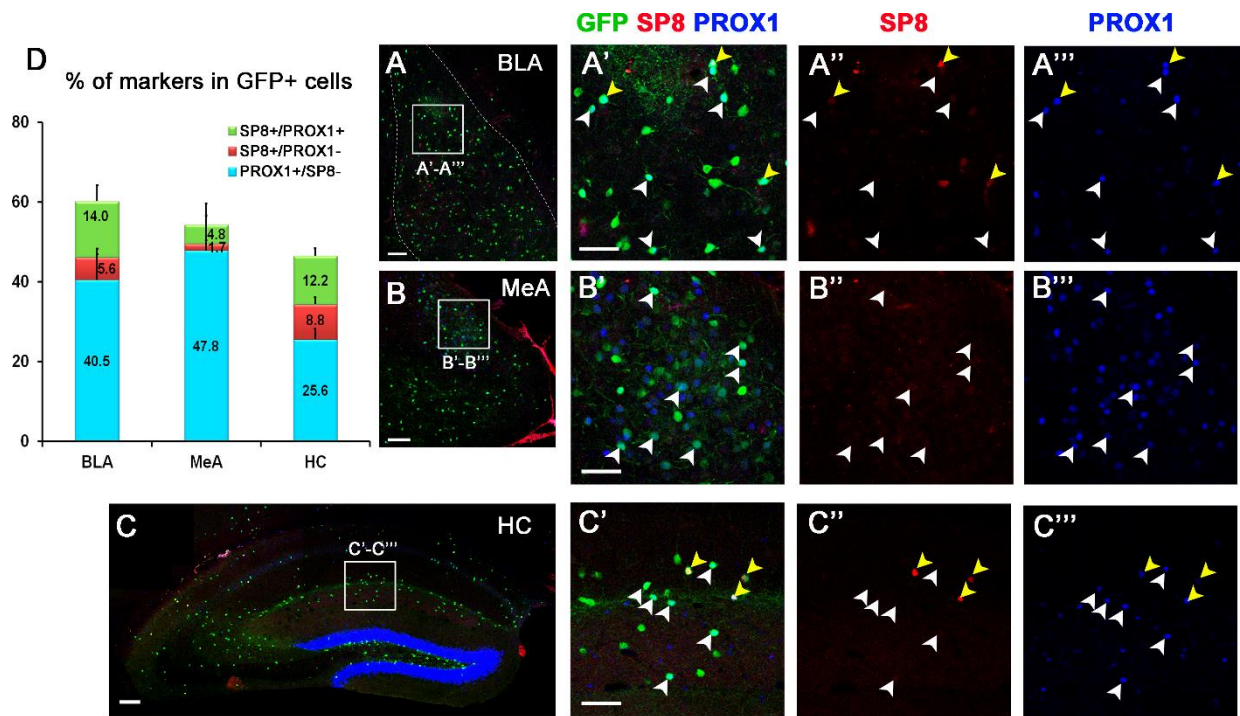 GFP SP8 PROX1
SP8
PROX1
D
% of markers in GFP+ cells
80
60
40
20
0
SP8+/PROX1+
SP8+/PROX1-
PROX1+/SP8-
14.0
5.6
40.5
4.8
1.7
47.8
12.2
8.8
25.6
BLA
MeA
HC
A
BLA
A'-A'''
A'
A''
A'''
B
MeA
B'-B'''
B'
B''
B'''
C
HC
C'-C'''
C'
C''
C'''